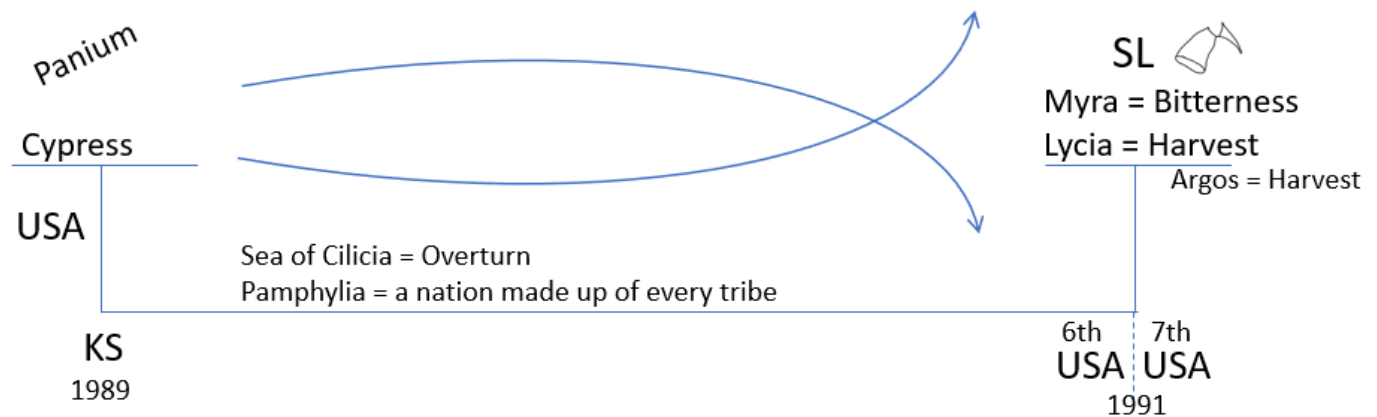 Panium
Cypress
USA
KS
1989
Sea of Cilicia = Overturn
Pamphylia = a nation made up of every tribe
SL
Myra = Bitterness
Lycia = Harvest
Argos = Harvest
6th 7th
USA USA
1991